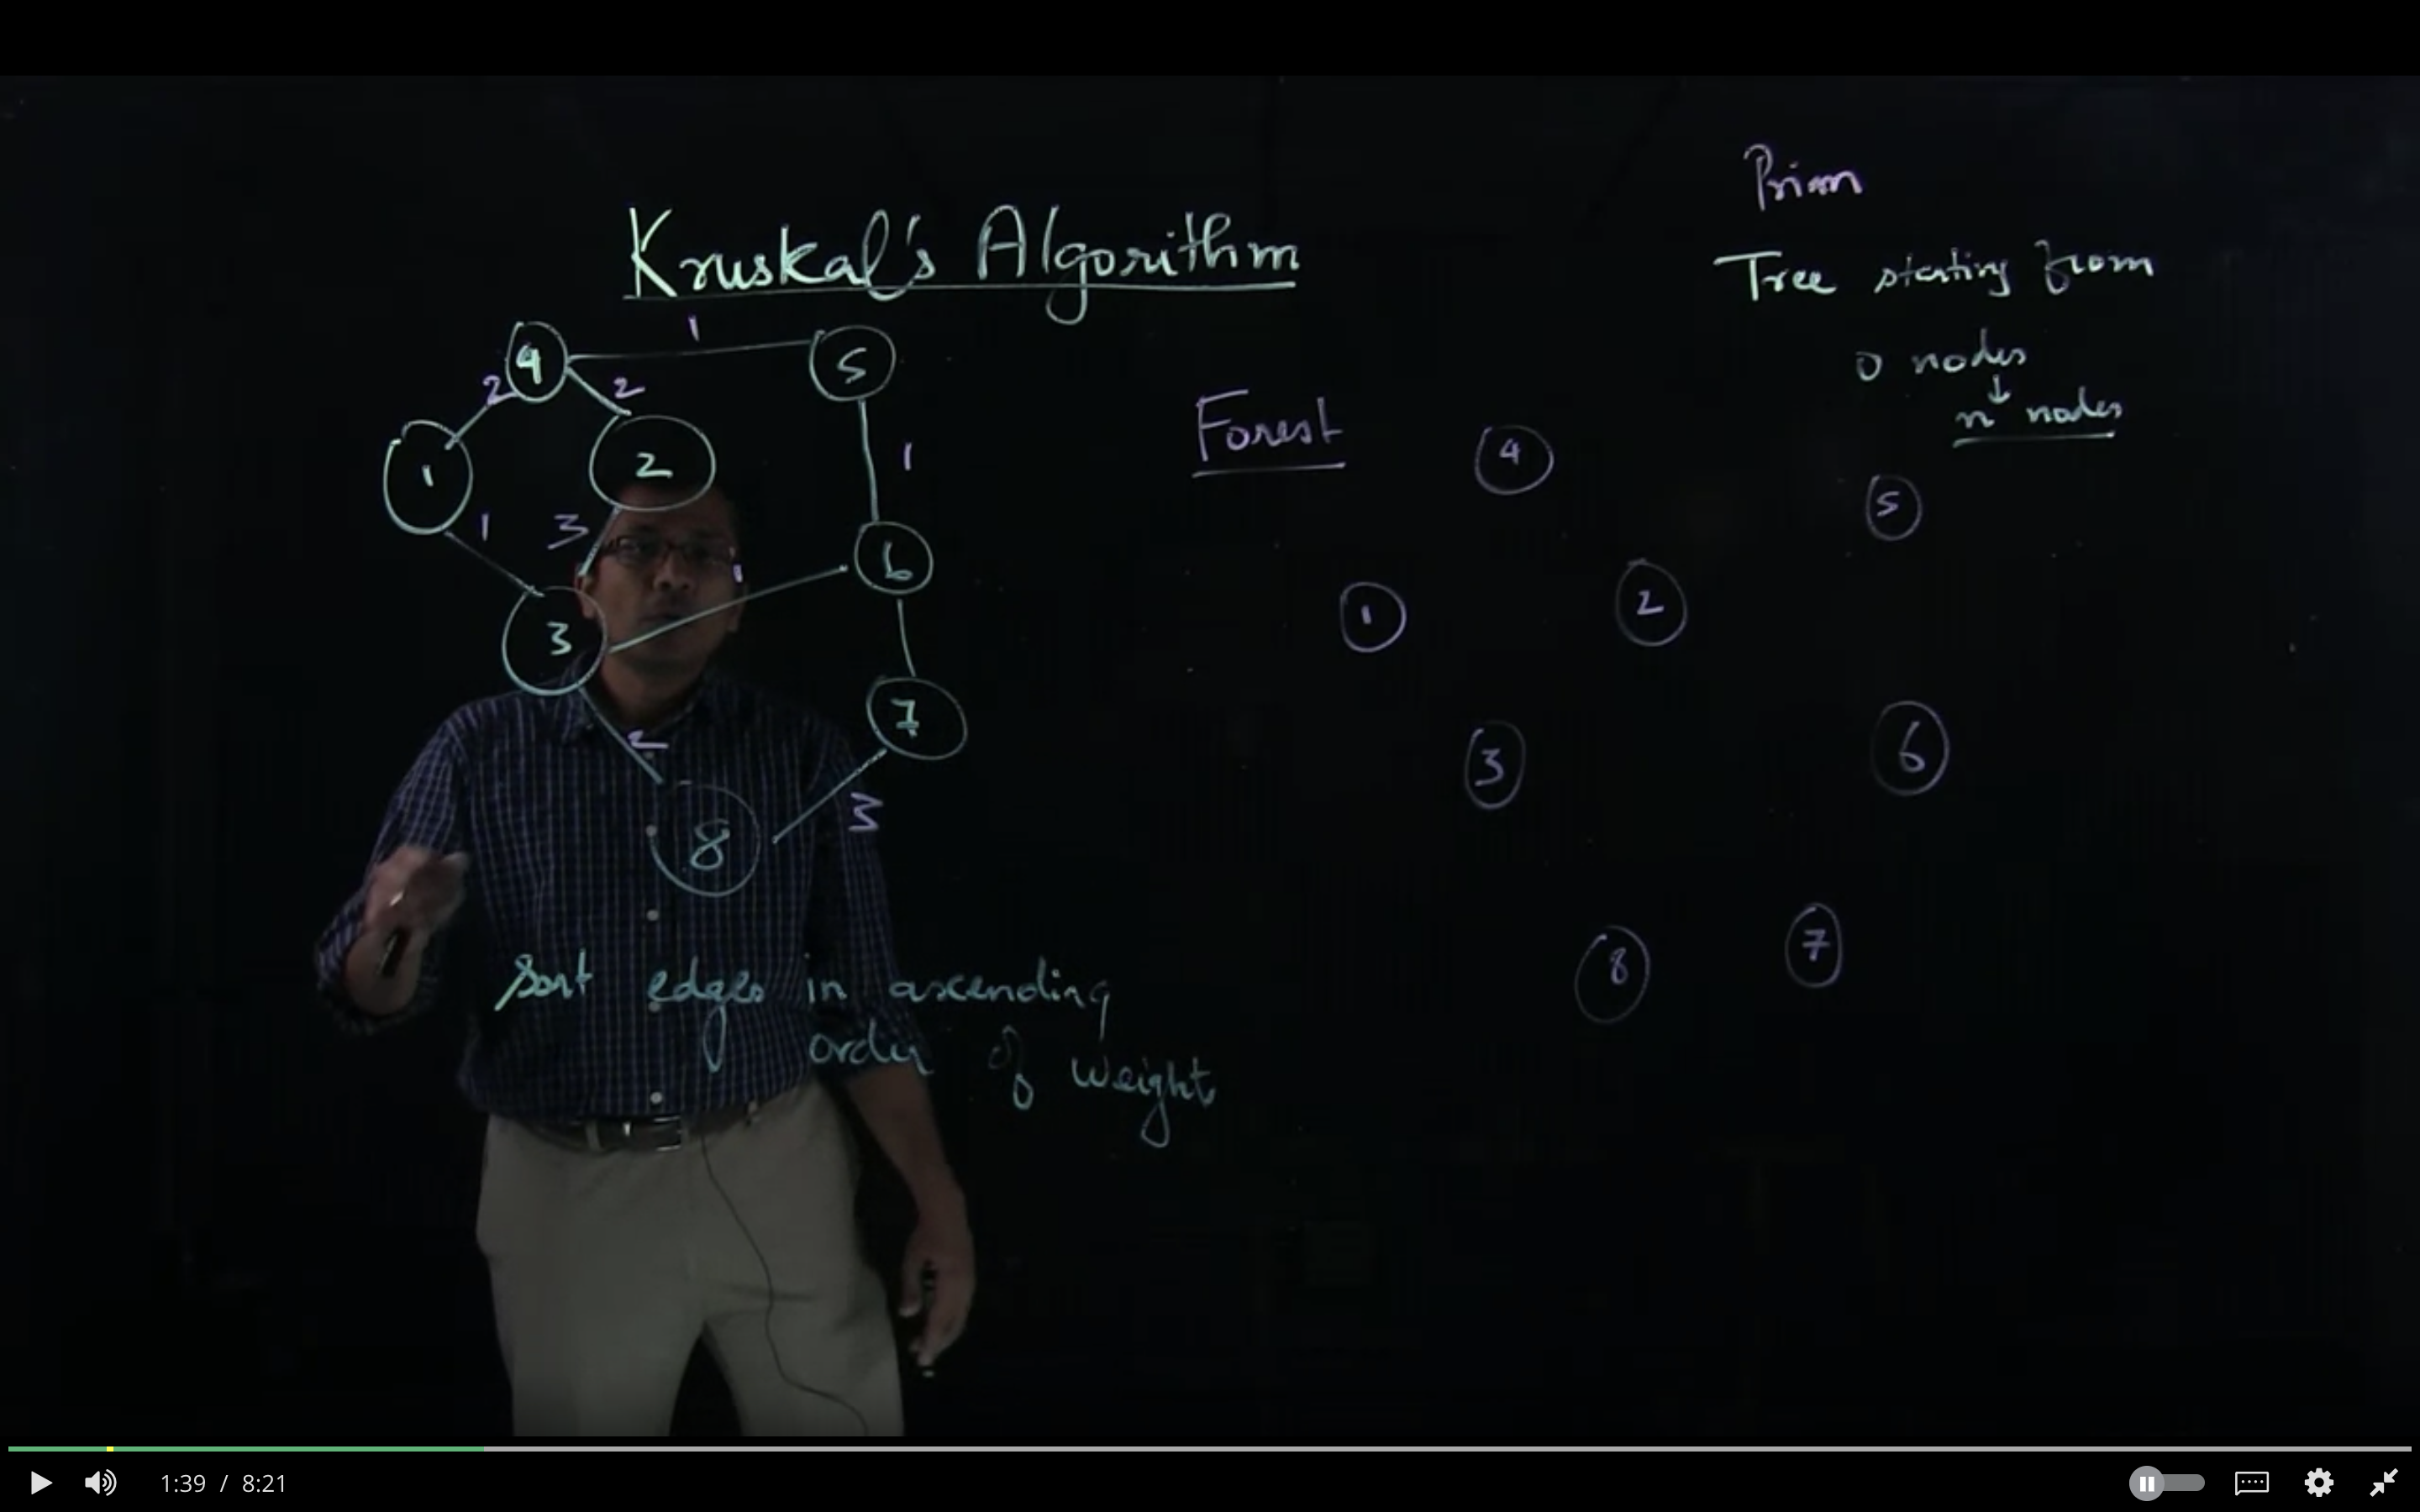 Prim
Kruskal's Algorithm
Tree starting from
0 nodes
↓
n nodes
1
4
5
2
2
Forest
4
1
2
1
5
1
3
6
1
1
2
3
7
3
6
2
3
8
8
7
Sort edges in ascending
order of weight
1:39 / 8:21